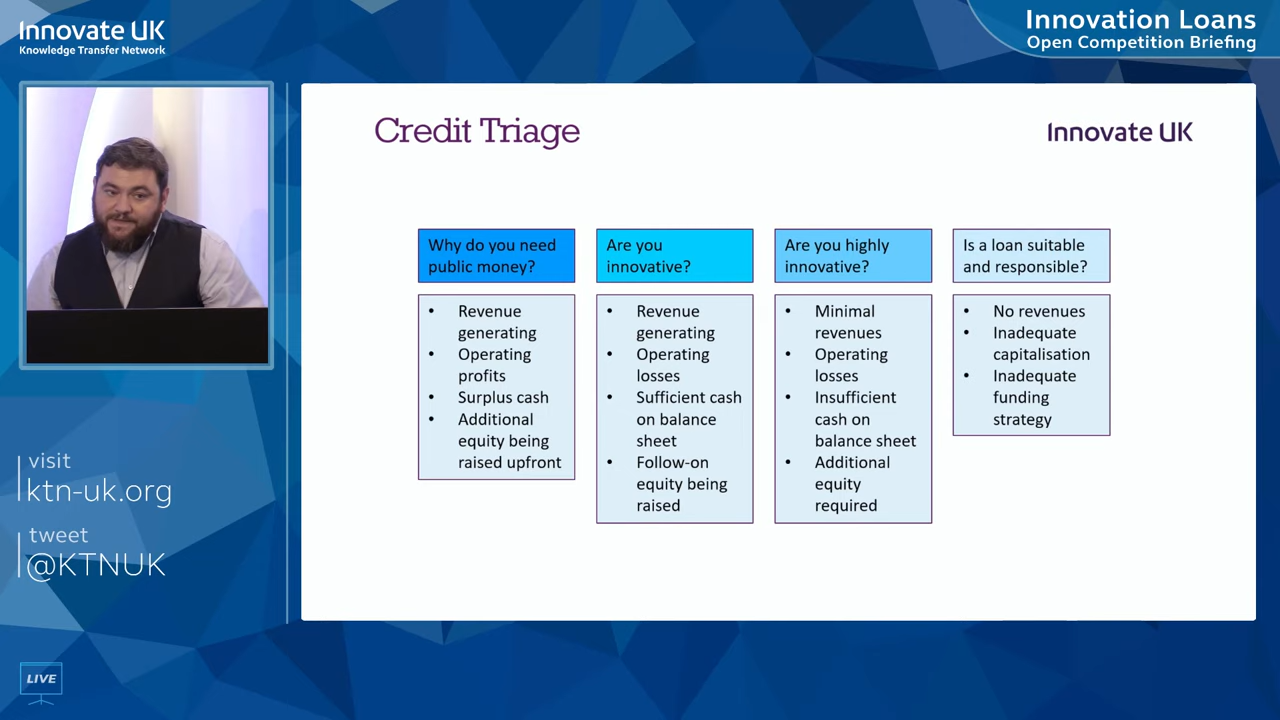 Innovate UK
Knowledge Transfer Network
Innovation Loans
Open Competition Briefing
Credit Triage
Innovate UK
Why do you need
public money?
• Revenue
generating
• Operating
profits
• Surplus cash
• Additional
equity being
raised upfront
Are you
innovative?
• Revenue
generating
• Operating
losses
• Sufficient cash
on balance
sheet
• Follow-on
equity being
raised
Are you highly
innovative?
• Minimal
revenues
• Operating
losses
• Insufficient
cash on
balance sheet
• Additional
equity
required
Is a loan suitable
and responsible?
• No revenues
• Inadequate
capitalisation
• Inadequate
funding
strategy
visit
ktn-uk.org
tweet
@KTNUK
LIVE